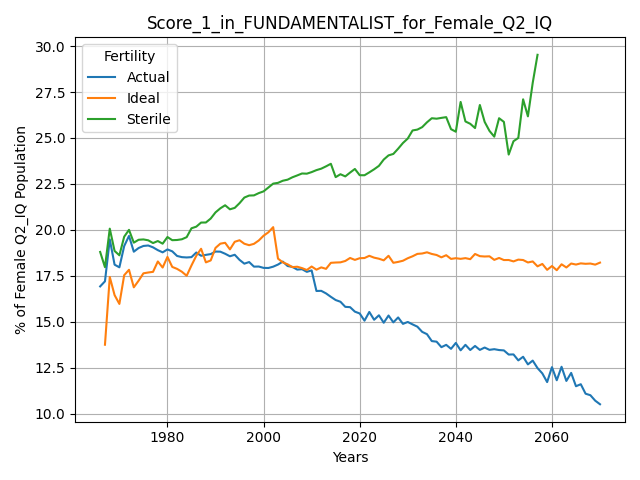 Score_1_in_FUNDAMENTALIST_for_Female_Q2_IQ
% of Female Q2_IQ Population
30.0
27.5
25.0
22.5
20.0
17.5
15.0
12.5
10.0
Fertility
Actual
Ideal
Sterile
1980
2000
2020
2040
2060
Years